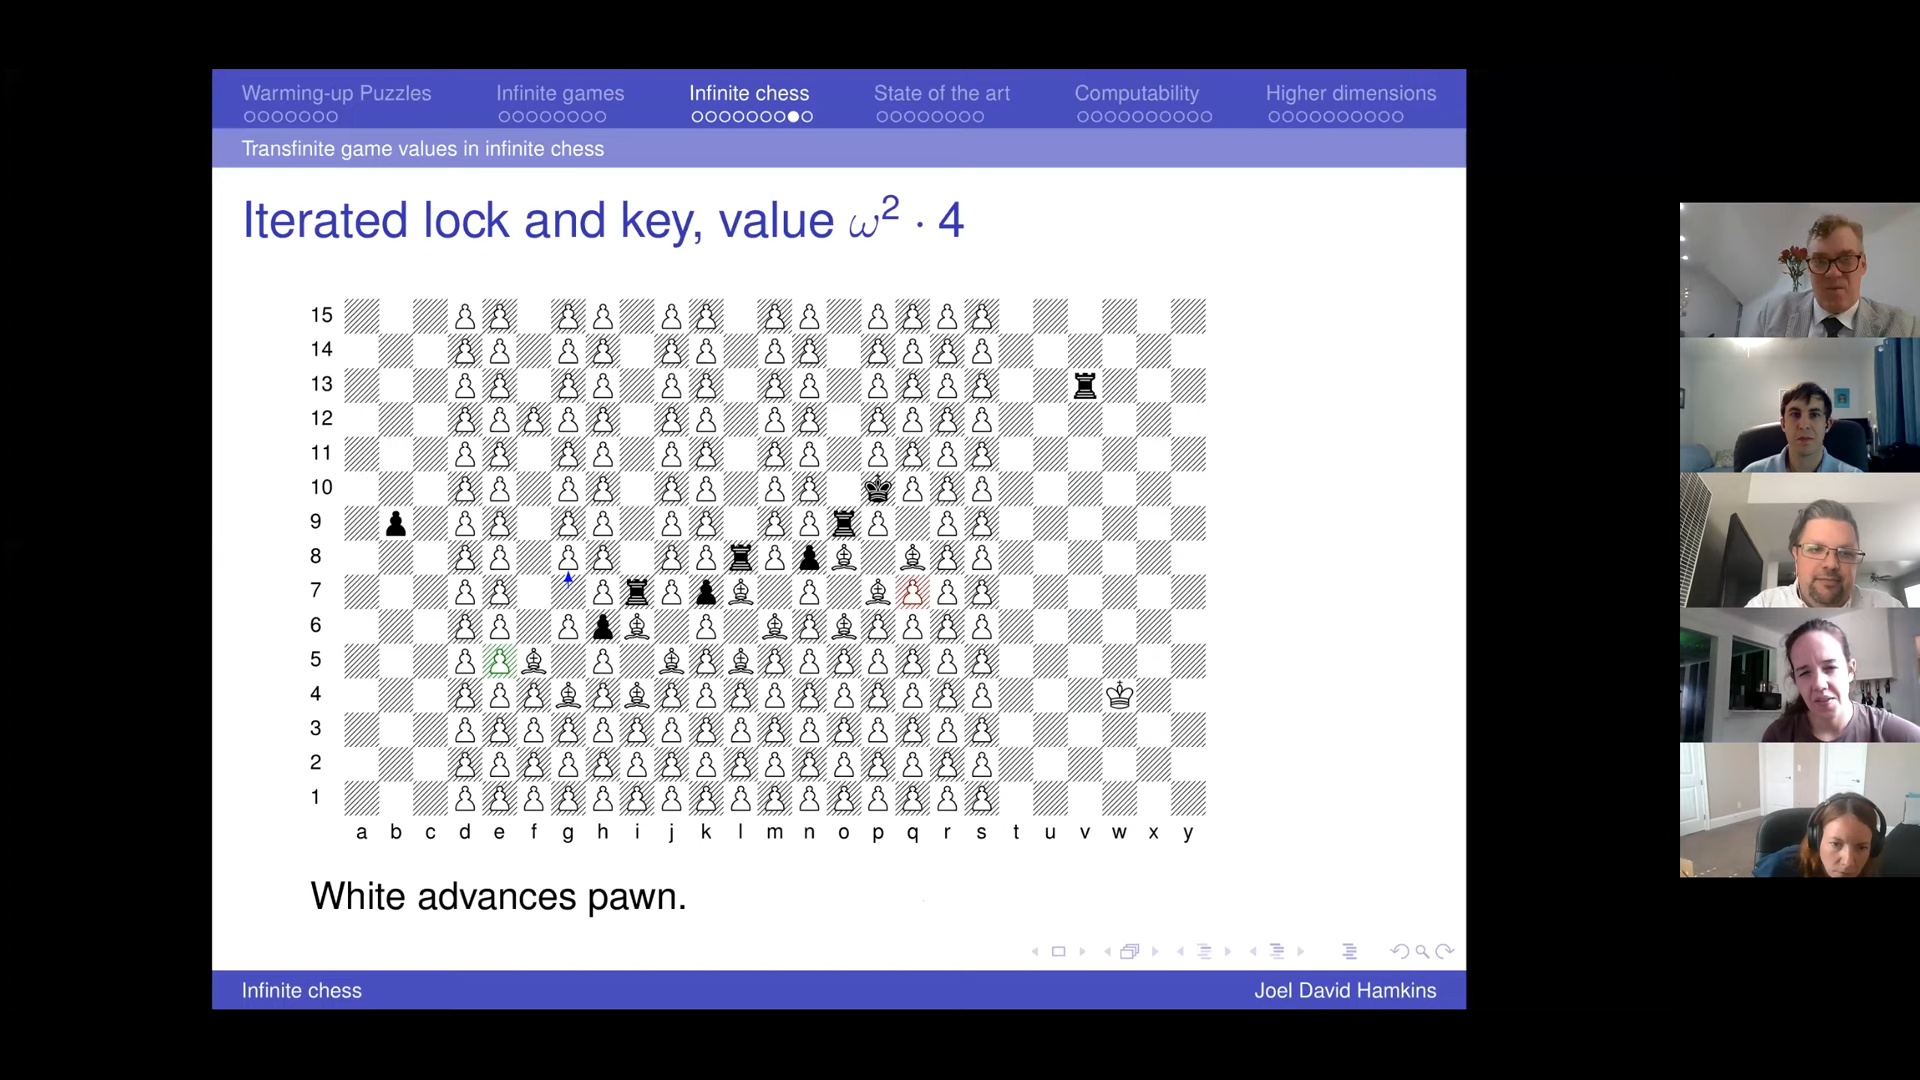 Warming-up Puzzles Infinite games Infinite chess State of the art Computability Higher dimensions
Transfinite game values in infinite chess
Iterated lock and key, value ω² · 4
15
14
13
12
11
10
9
8
7
6
5
4
3
2
1
a b c d e f g h i j k l m n o p q r s t u v w x y
White advances pawn.
Infinite chess Joel David Hamkins